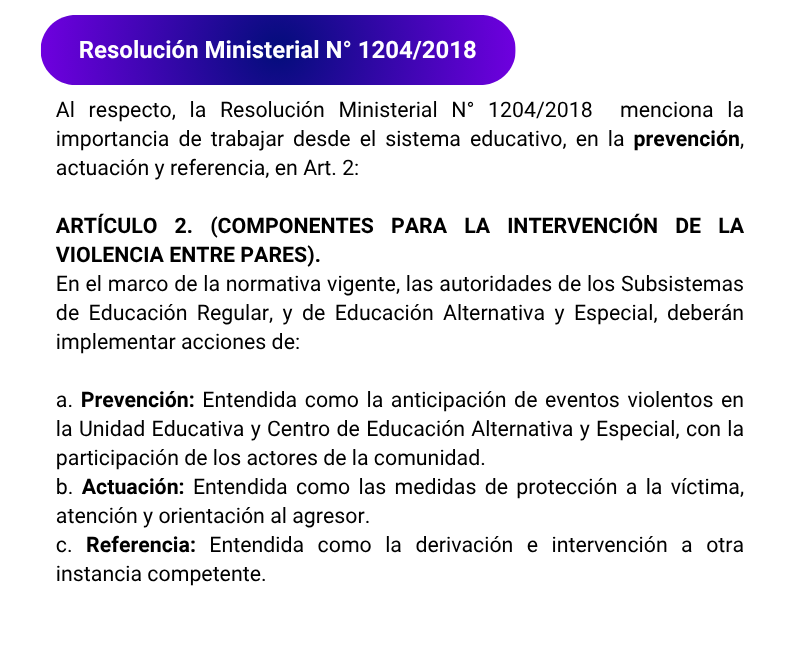 Resolución Ministerial N° 1204/2018
Al respecto, la Resolución Ministerial N° 1204/2018 menciona la
importancia de trabajar desde el sistema educativo, en la prevención,
actuación y referencia, en Art. 2:
ARTÍCULO 2. (COMPONENTES PARA LA INTERVENCIÓN DE LA
VIOLENCIA ENTRE PARES).
En el marco de la normativa vigente, las autoridades de los Subsistemas
de Educación Regular, y de Educación Alternativa y Especial, deberán
implementar acciones de:
a. Prevención: Entendida como la anticipación de eventos violentos en
la Unidad Educativa y Centro de Educación Alternativa y Especial, con la
participación de los actores de la comunidad.
b. Actuación: Entendida como las medidas de protección a la víctima,
atención y orientación al agresor.
c. Referencia: Entendida como la derivación e intervención a otra
instancia competente.